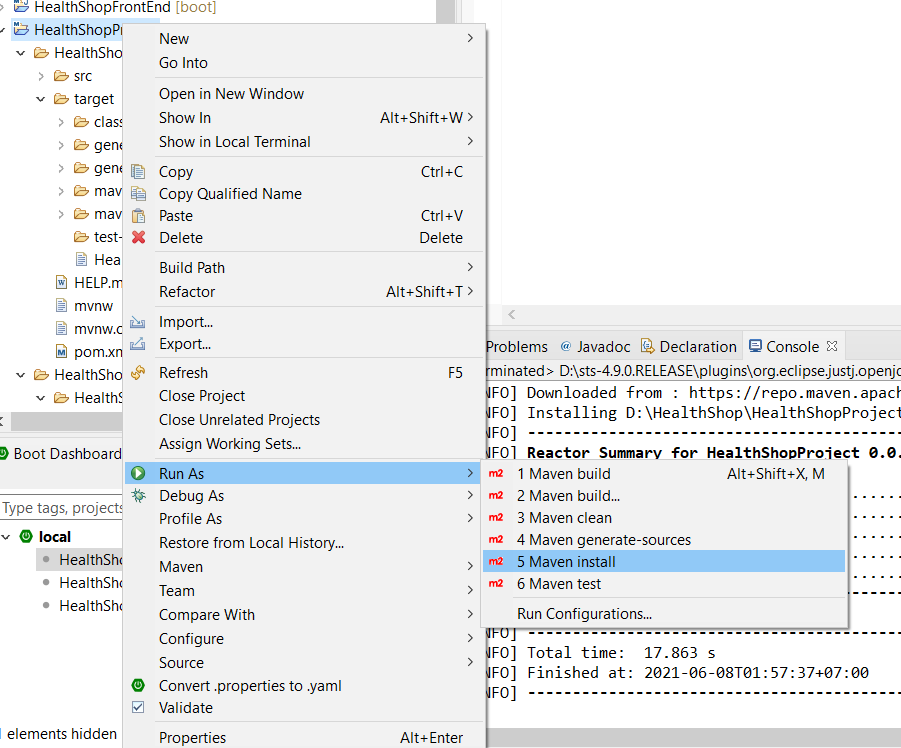 HealthShopFrontEnd [boot]
HealthShopPr
HealthSho
src
target
class
gene
gene
mav
mav
test-
Hea
HELP.m
mvnw
mvnw.c
pom.xm
HealthSho
HealthS
Boot Dashboard
Type tags, projects
local
HealthSho
HealthSho
HealthSho
elements hidden
New
Go Into
Open in New Window
Show In Alt+Shift+W
Show in Local Terminal
Copy Ctrl+C
Copy Qualified Name
Paste Ctrl+V
Delete Delete
Build Path
Refactor Alt+Shift+T
Import...
Export...
Refresh F5
Close Project
Close Unrelated Projects
Assign Working Sets...
Run As
Debug As
Profile As
Restore from Local History...
Maven
Team
Compare With
Configure
Source
Convert .properties to .yaml
Validate
Properties Alt+Enter
m2 1 Maven build Alt+Shift+X, M
m2 2 Maven build...
m2 3 Maven clean
m2 4 Maven generate-sources
m2 5 Maven install
m2 6 Maven test
Run Configurations...
Problems @ Javadoc Declaration Console
rminated> D:\sts-4.9.0.RELEASE\plugins\org.eclipse.justj.openjd
NFO] Downloaded from : https://repo.maven.apach
NFO] Installing D:\HealthShop\HealthShopProject
NFO] -----------------------------------------
NFO] Reactor Summary for HealthShopProject 0.0.
NFO] -----------------------------------------
NFO] Total time:  17.863 s
NFO] Finished at: 2021-06-08T01:57:37+07:00
NFO] -----------------------------------------